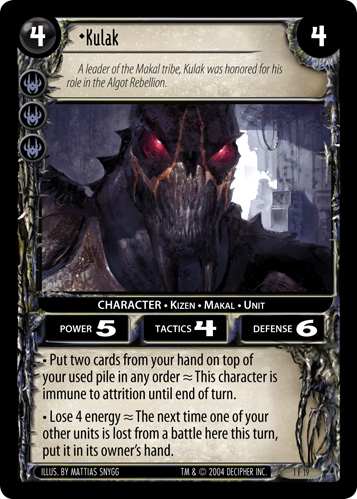 4 •Kulak 4
A leader of the Makal tribe, Kulak was honored for his
role in the Algot Rebellion.
CHARACTER • KIZEN • MAKAL • UNIT
POWER 5 TACTICS 4 DEFENSE 6
• Put two cards from your hand on top of
your used pile in any order ≈ This character is
immune to attrition until end of turn.
• Lose 4 energy ≈ The next time one of your
other units is lost from a battle here this turn,
put it in its owner's hand.
ILLUS. BY MATTIAS SNYGG TM & © 2004 DECIPHER INC. 1 F 19